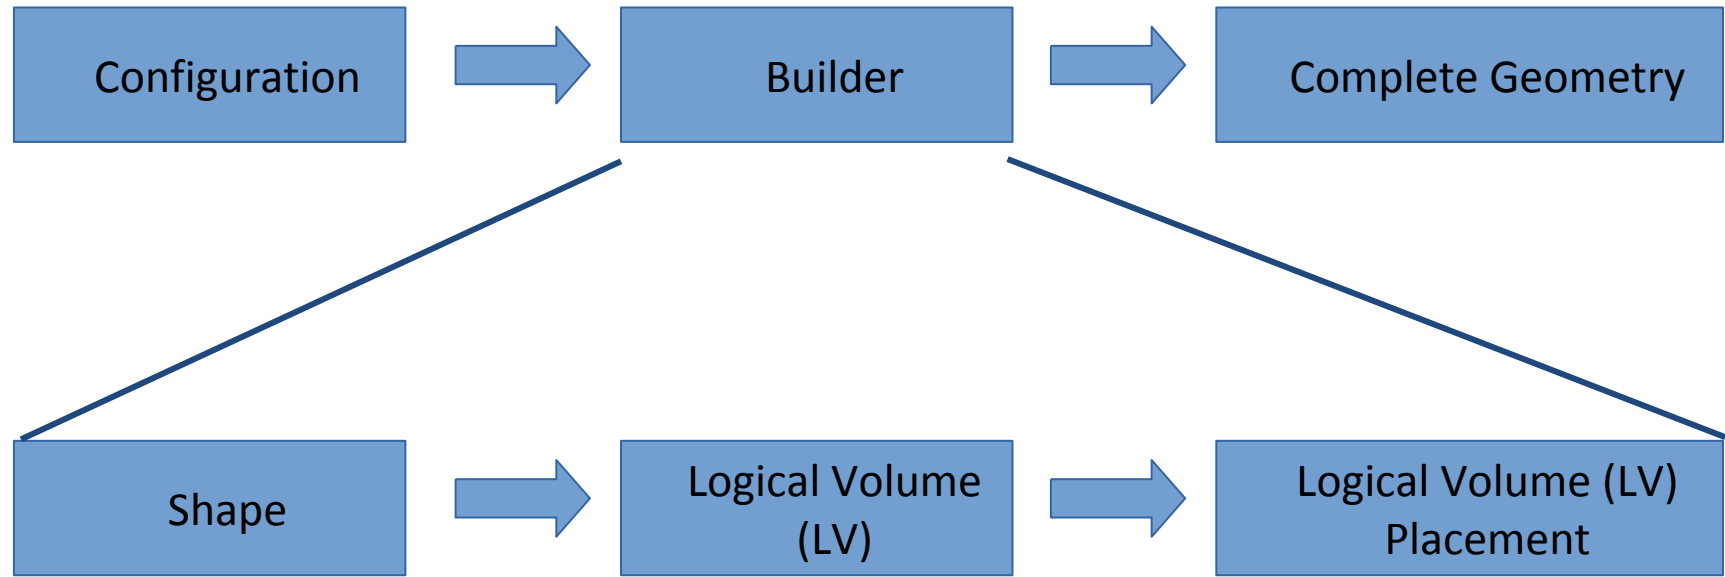 Configuration
Builder
Complete Geometry
Shape
Logical Volume
(LV)
Logical Volume (LV)
Placement